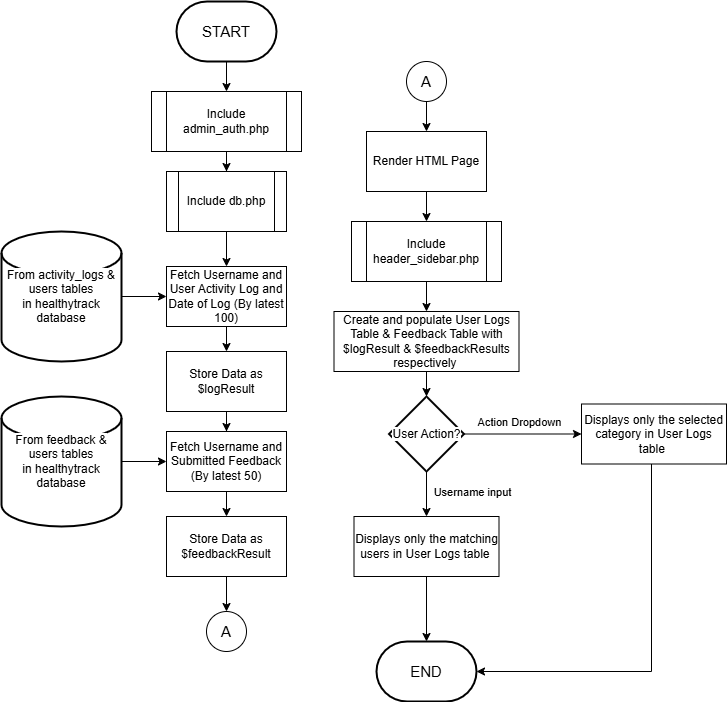 START
Include
admin_auth.php
Include db.php
From activity_logs &
users tables
in healthytrack
database
Fetch Username and
User Activity Log and
Date of Log (By latest
100)
Store Data as
$logResult
From feedback &
users tables
in healthytrack
database
Fetch Username and
Submitted Feedback
(By latest 50)
Store Data as
$feedbackResult
A
A
Render HTML Page
Include
header_sidebar.php
Create and populate User Logs
Table & Feedback Table with
$logResult & $feedbackResults
respectively
User Action?
Action Dropdown
Displays only the selected
category in User Logs
table
Username input
Displays only the matching
users in User Logs table
END